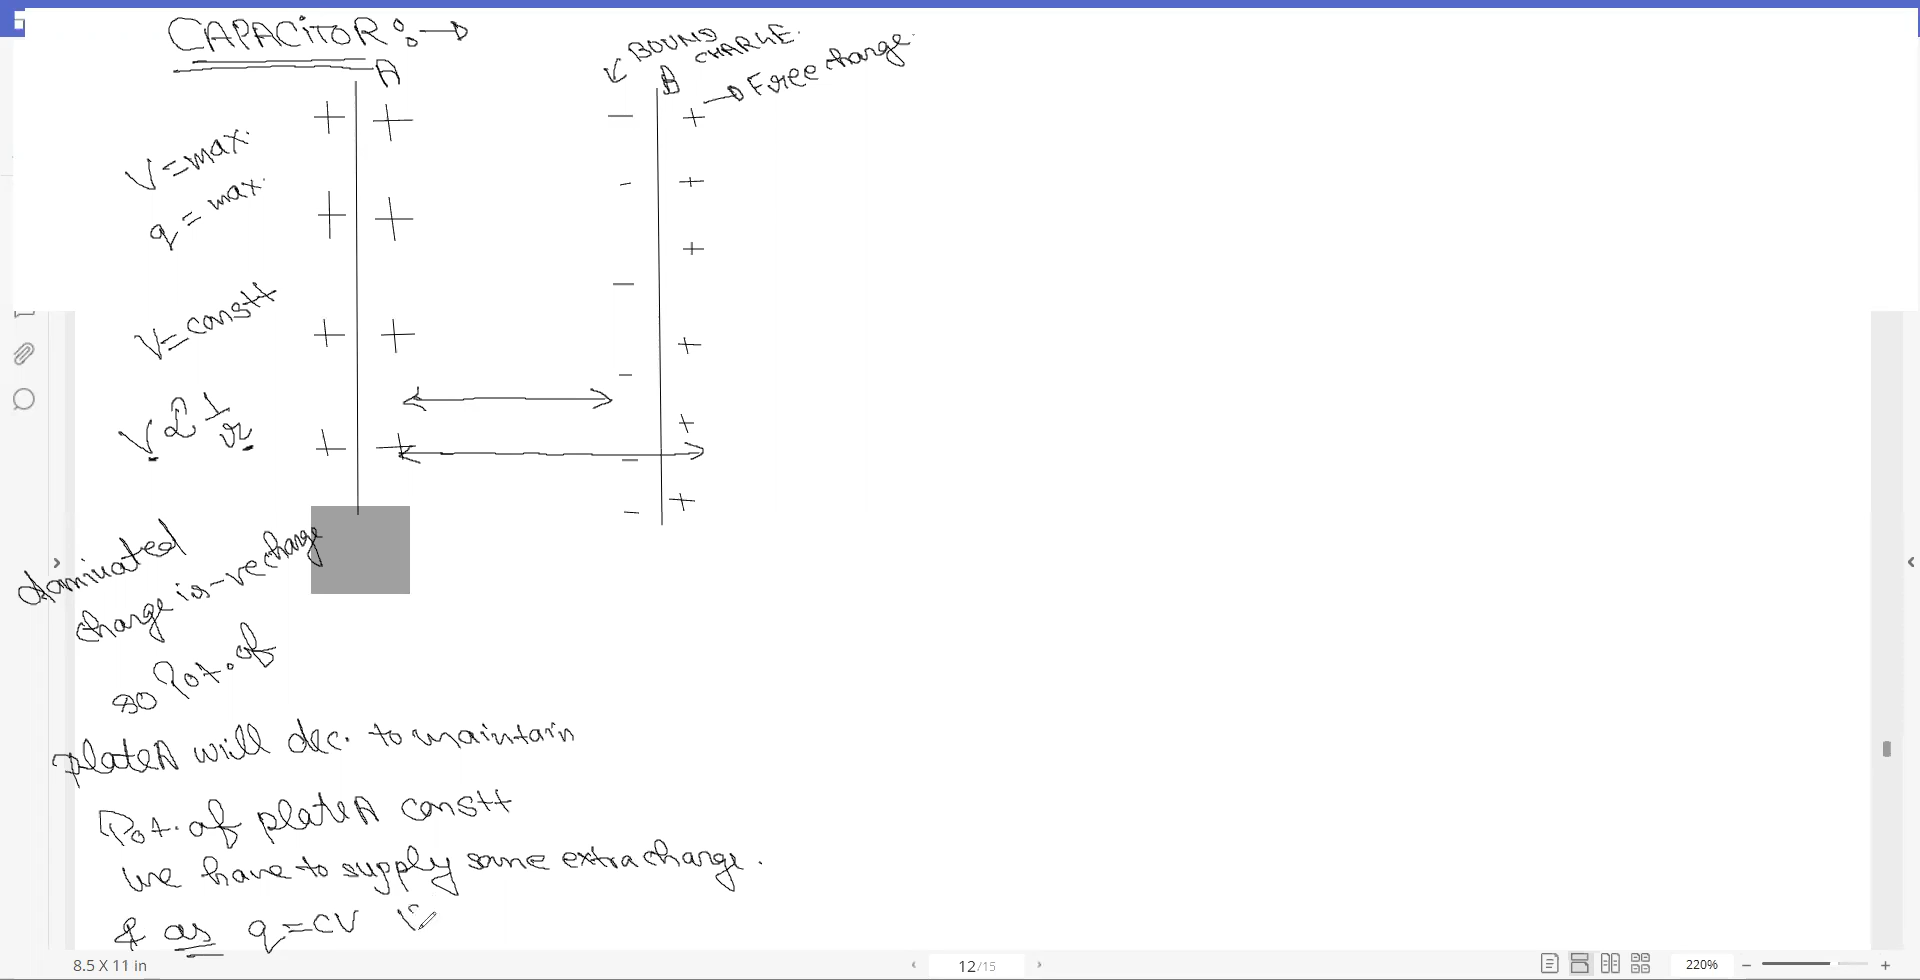 CAPACiTOR :→
A
BOUND CHARGE.
B
→ Free charge.
V = max.
q = max.
V = constt
V ∝ 1/r
dominated
charge is -ve charge
so Pot. of
plate A will dec. to maintain
Pot. of plate A constt
we have to supply some extra charge.
& as q = CV
8.5 X 11 in
12/15
220%